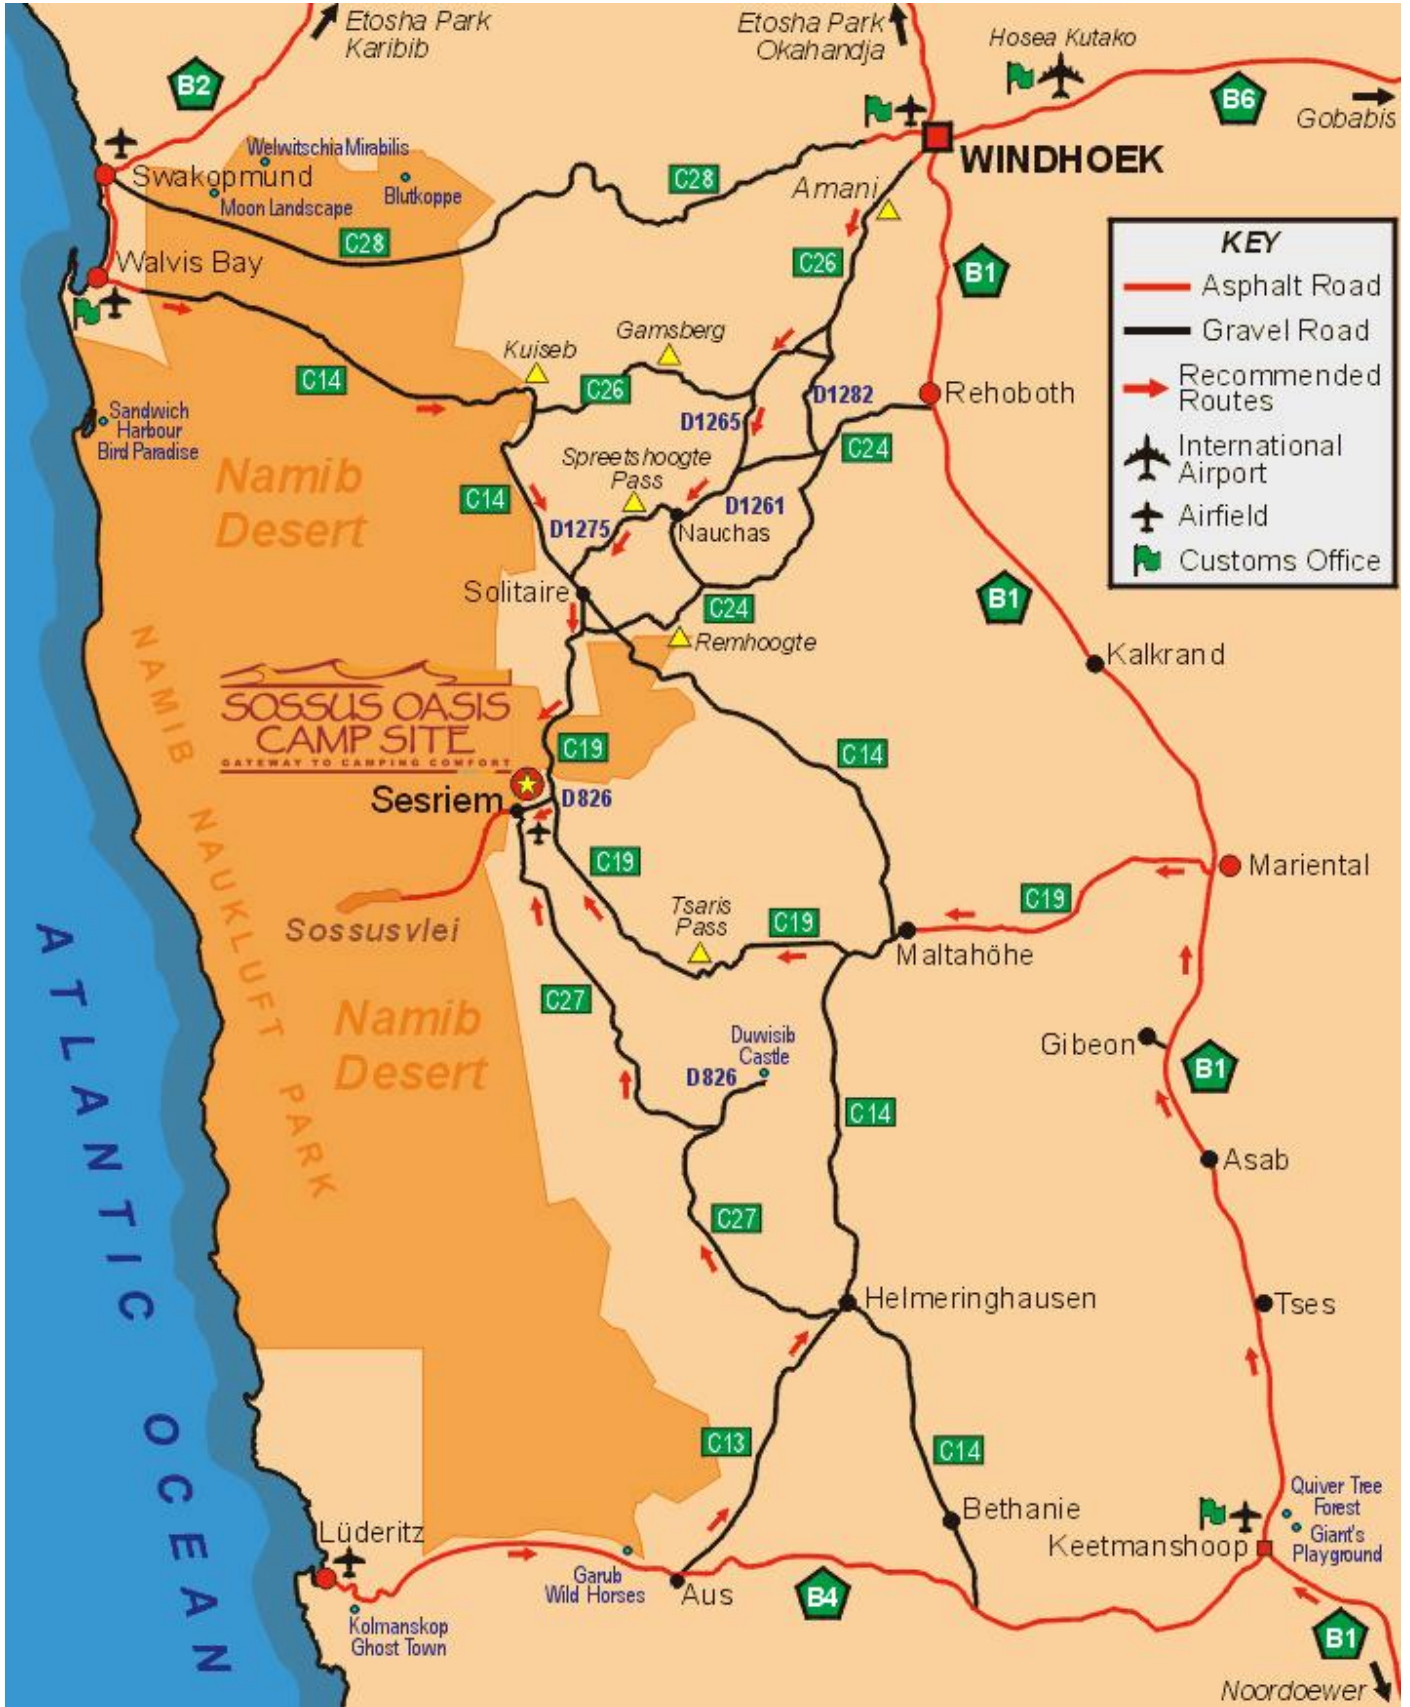 Etosha Park
Karibib
Etosha Park
Okahandja
Hosea Kutako
B2
B6
Gobabis
WINDHOEK
Welwitschia Mirabilis
Swakopmund
Moon Landscape
Blutkoppe
C28
C28
Amani
Walvis Bay
C26
B1
KEY
Asphalt Road
Gravel Road
Recommended
Routes
International
Airport
Airfield
Customs Office
Gamsberg
Kuiseb
C14
C26
D1282
Rehoboth
Sandwich
Harbour
Bird Paradise
D1265
C24
Namib
Desert
Spreetshoogte
Pass
C14
D1275
D1261
Nauchas
Solitaire
C24
B1
Remhoogte
Kalkrand
NAMIB NAUKLUFT PARK
SOSSUS OASIS
CAMP SITE
GATEWAY TO CAMPING COMFORT
C19
C14
Sesriem
D826
C19
Mariental
C19
Tsaris
Pass
C19
Sossusvlei
Maltahöhe
ATLANTIC OCEAN
C27
Namib
Desert
Duwisib
Castle
D826
Gibeon
B1
C14
Asab
C27
Helmeringhausen
Tses
C13
C14
Quiver Tree
Forest
Giant's
Playground
Bethanie
Keetmanshoop
Lüderitz
Garub
Wild Horses
Aus
B4
Kolmanskop
Ghost Town
B1
Noordoewer